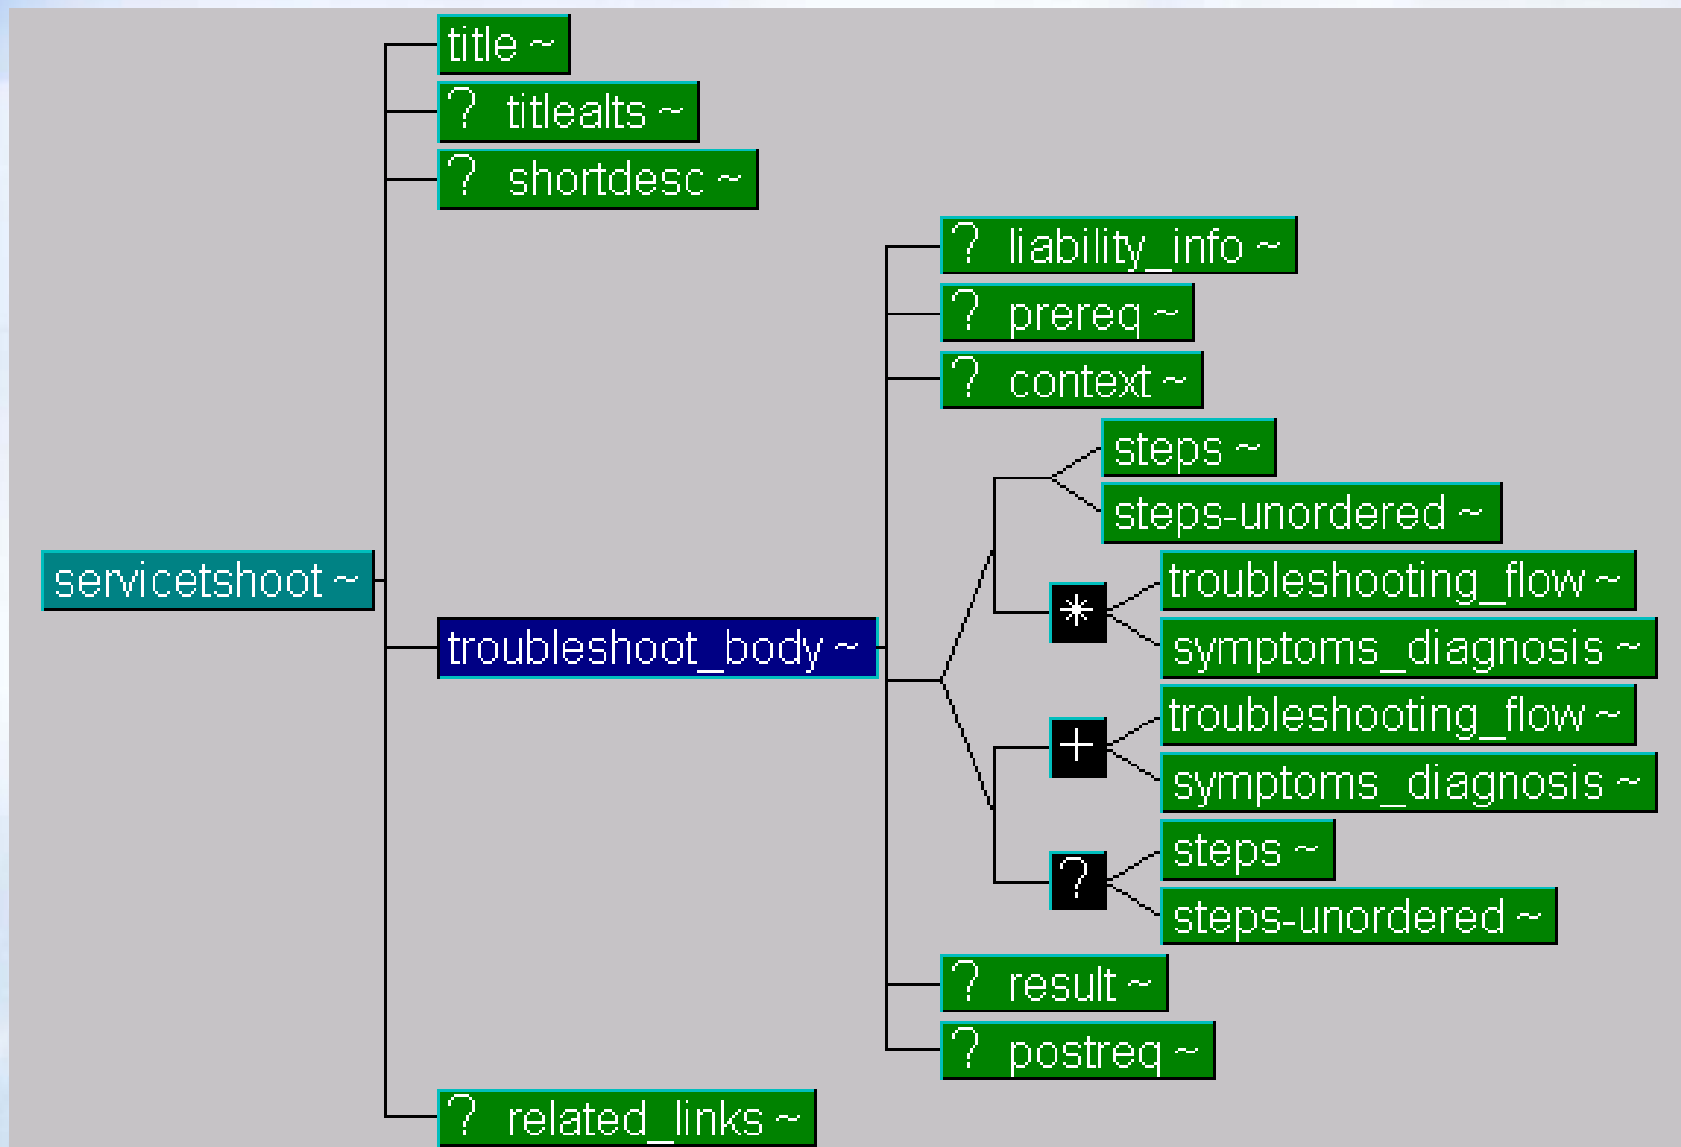 title ~
? titlealts ~
? shortdesc ~
? liability_info ~
? prereq ~
? context ~
steps ~
steps-unordered ~
servicetshoot ~
troubleshooting_flow ~
*
symptoms_diagnosis ~
troubleshoot_body ~
troubleshooting_flow ~
+
symptoms_diagnosis ~
steps ~
?
steps-unordered ~
? result ~
? postreq ~
? related_links ~